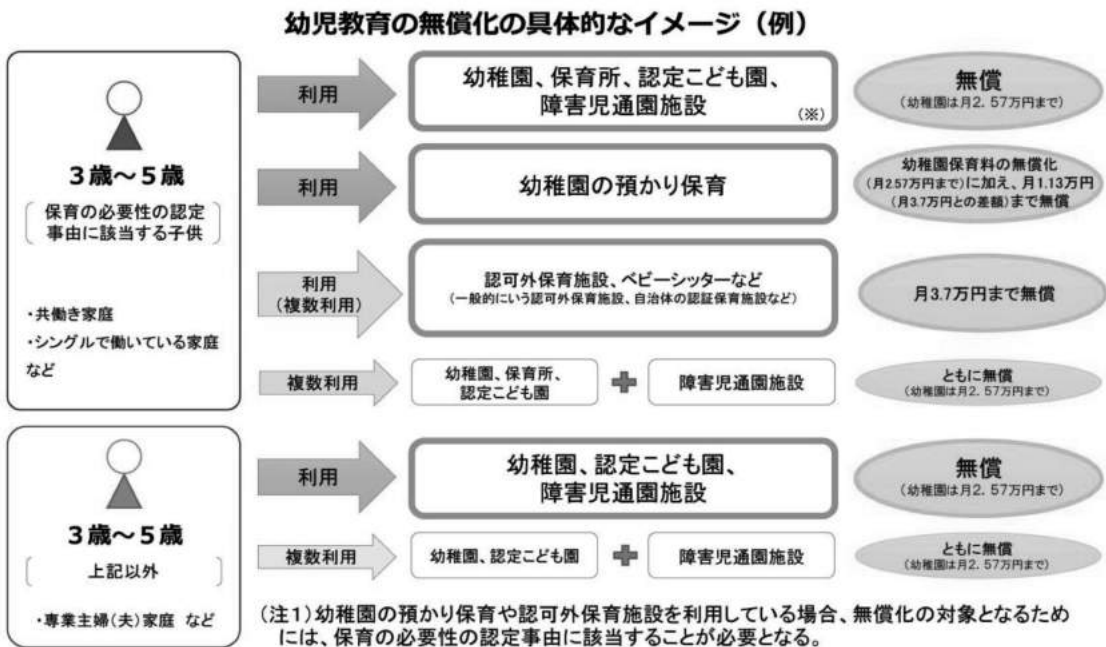 幼児教育の無償化の具体的なイメージ（例）
3歳～5歳
保育の必要性の認定
事由に該当する子供
・共働き家庭
・シングルで働いている家庭
など
利用
幼稚園、保育所、認定こども園、
障害児通園施設
（※）
無償
（幼稚園は月2.57万円まで）
利用
幼稚園の預かり保育
幼稚園保育料の無償化
（月2.57万円まで）に加え、月1.13万円
（月3.7万円との差額）まで無償
利用
（複数利用）
認可外保育施設、ベビーシッターなど
（一般的にいう認可外保育施設、自治体の認証保育施設など）
月3.7万円まで無償
複数利用
幼稚園、保育所、
認定こども園
障害児通園施設
ともに無償
（幼稚園は月2.57万円まで）
3歳～5歳
上記以外
・専業主婦（夫）家庭 など
利用
幼稚園、認定こども園、
障害児通園施設
無償
（幼稚園は月2.57万円まで）
複数利用
幼稚園、認定こども園
障害児通園施設
ともに無償
（幼稚園は月2.57万円まで）
（注1）幼稚園の預かり保育や認可外保育施設を利用している場合、無償化の対象となるため
には、保育の必要性の認定事由に該当することが必要となる。